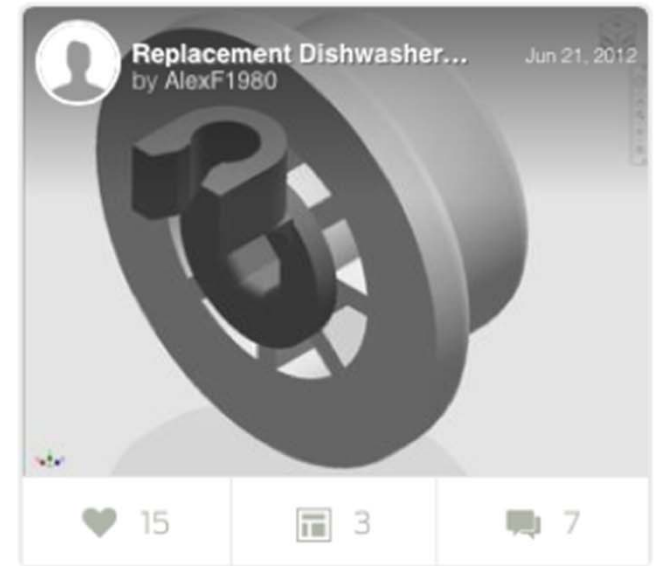 Replacement Dishwasher...
Jun 21, 2012
by AlexF1980
15
3
7